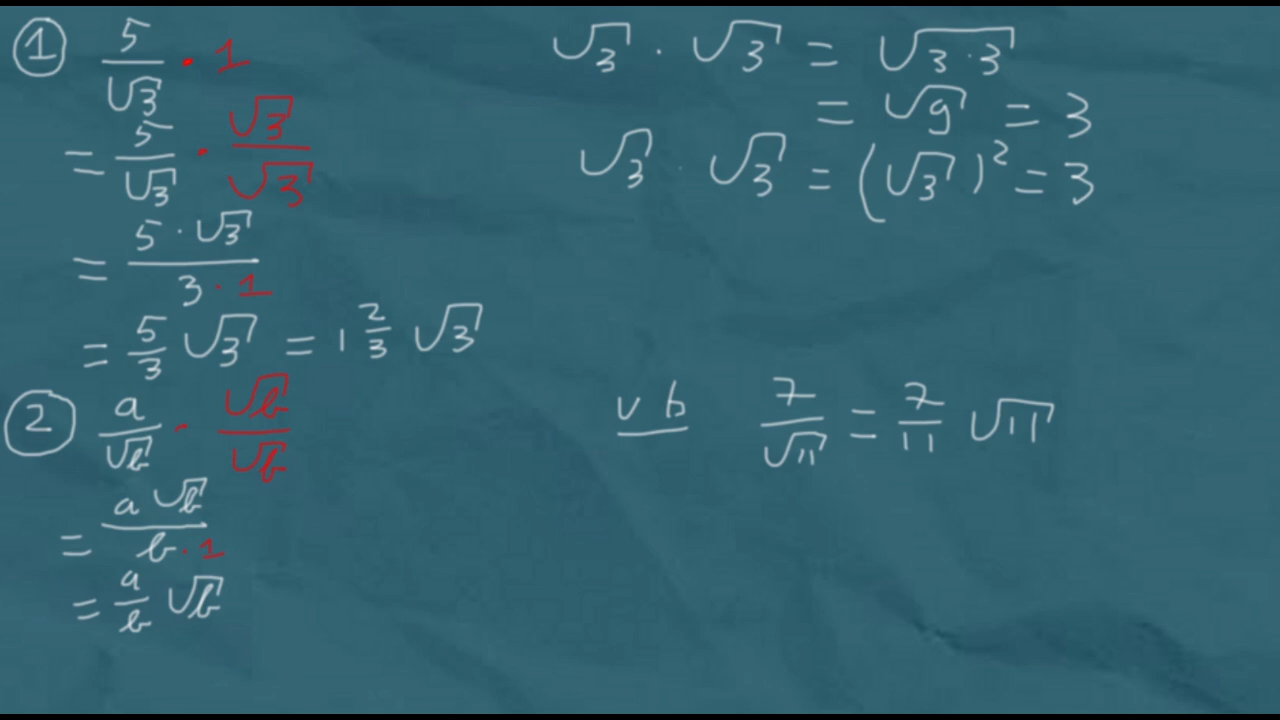 ① 5/√3 · 1
= 5/√3 · √3/√3
= 5 · √3 / 3 · 1
= 5/3 √3 = 1 2/3 √3
② a/√b · √b/√b
= a √b / b · 1
= a/b √b
√3 · √3 = √3 · 3
= √9 = 3
√3 · √3 = (√3)² = 3
v b 7/√11 = 7/11 √11